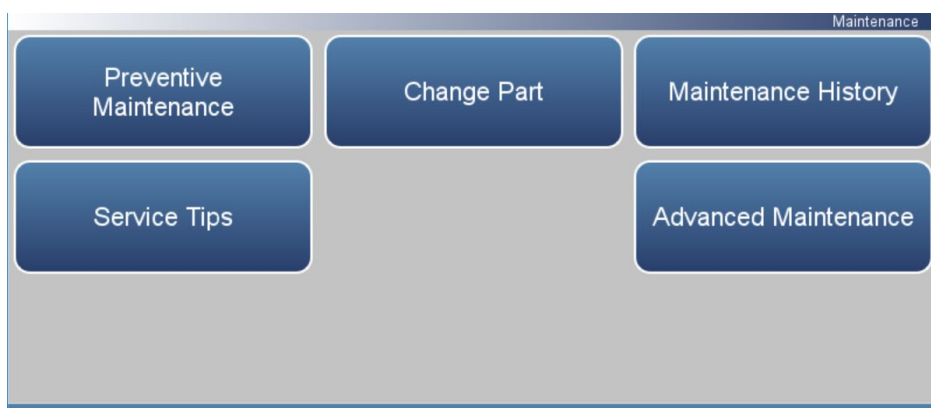 Maintenance
Preventive
Maintenance
Change Part
Maintenance History
Service Tips
Advanced Maintenance